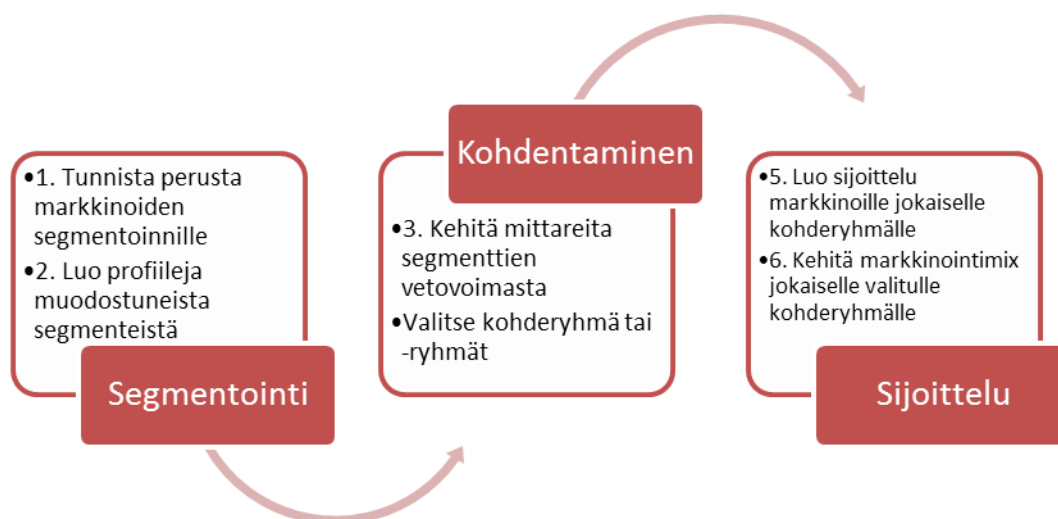 •1. Tunnista perusta
markkinoiden
segmentoinnille
•2. Luo profiileja
muodostuneista
segmenteistä
Segmentointi
Kohdentaminen
•3. Kehitä mittareita
segmenttien
vetovoimasta
•Valitse kohderyhmä tai
-ryhmät
•5. Luo sijoittelu
markkinoille jokaiselle
kohderyhmälle
•6. Kehitä markkinointimix
jokaiselle valitulle
kohderyhmälle
Sijoittelu